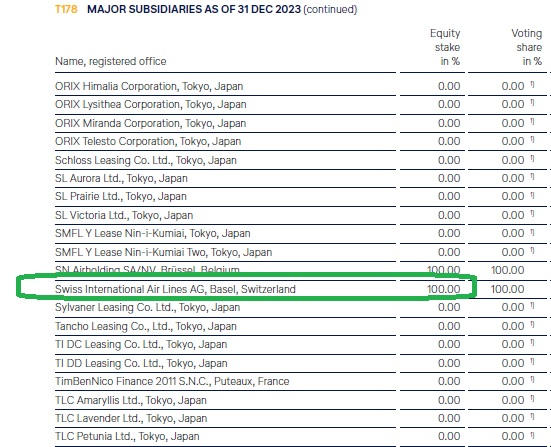 T178 MAJOR SUBSIDIARIES AS OF 31 DEC 2023 (continued)
Name, registered office Equity stake in % Voting share in %
ORIX Himalia Corporation, Tokyo, Japan 0.00 0.00 1)
ORIX Lysithea Corporation, Tokyo, Japan 0.00 0.00 1)
ORIX Miranda Corporation, Tokyo, Japan 0.00 0.00 1)
ORIX Telesto Corporation, Tokyo, Japan 0.00 0.00 1)
Schloss Leasing Co. Ltd., Tokyo, Japan 0.00 0.00 1)
SL Aurora Ltd., Tokyo, Japan 0.00 0.00 1)
SL Prairie Ltd., Tokyo, Japan 0.00 0.00 1)
SL Victoria Ltd., Tokyo, Japan 0.00 0.00 1)
SMFL Y Lease Nin-i-Kumiai, Tokyo, Japan 0.00 0.00 1)
SMFL Y Lease Nin-i-Kumiai Two, Tokyo, Japan 0.00 0.00 1)
SN Airholding SA/NV, Brüssel, Belgium 100.00 100.00
Swiss International Air Lines AG, Basel, Switzerland 100.00 100.00
Sylvaner Leasing Co. Ltd., Tokyo, Japan 0.00 0.00 1)
Tancho Leasing Co., Ltd., Tokyo, Japan 0.00 0.00 1)
TI DC Leasing Co. Ltd., Tokyo, Japan 0.00 0.00 1)
TI DD Leasing Co. Ltd., Tokyo, Japan 0.00 0.00 1)
TimBenNico Finance 2011 S.N.C., Puteaux, France 0.00 0.00 1)
TLC Amaryllis Ltd., Tokyo, Japan 0.00 0.00 1)
TLC Lavender Ltd., Tokyo, Japan 0.00 0.00 1)
TLC Petunia Ltd., Tokyo, Japan 0.00 0.00 1)